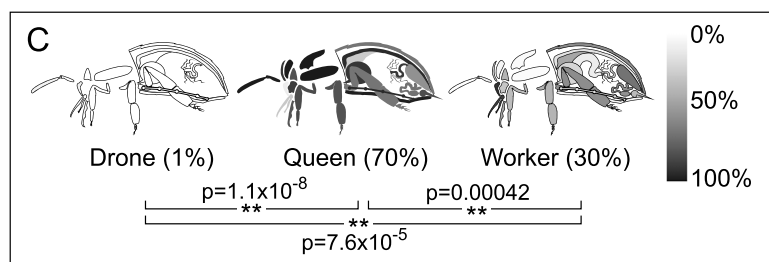 C
0%
50%
100%
Drone (1%)
Queen (70%)
Worker (30%)
p=1.1x10⁻⁸
**
p=0.00042
**
**
p=7.6x10⁻⁵